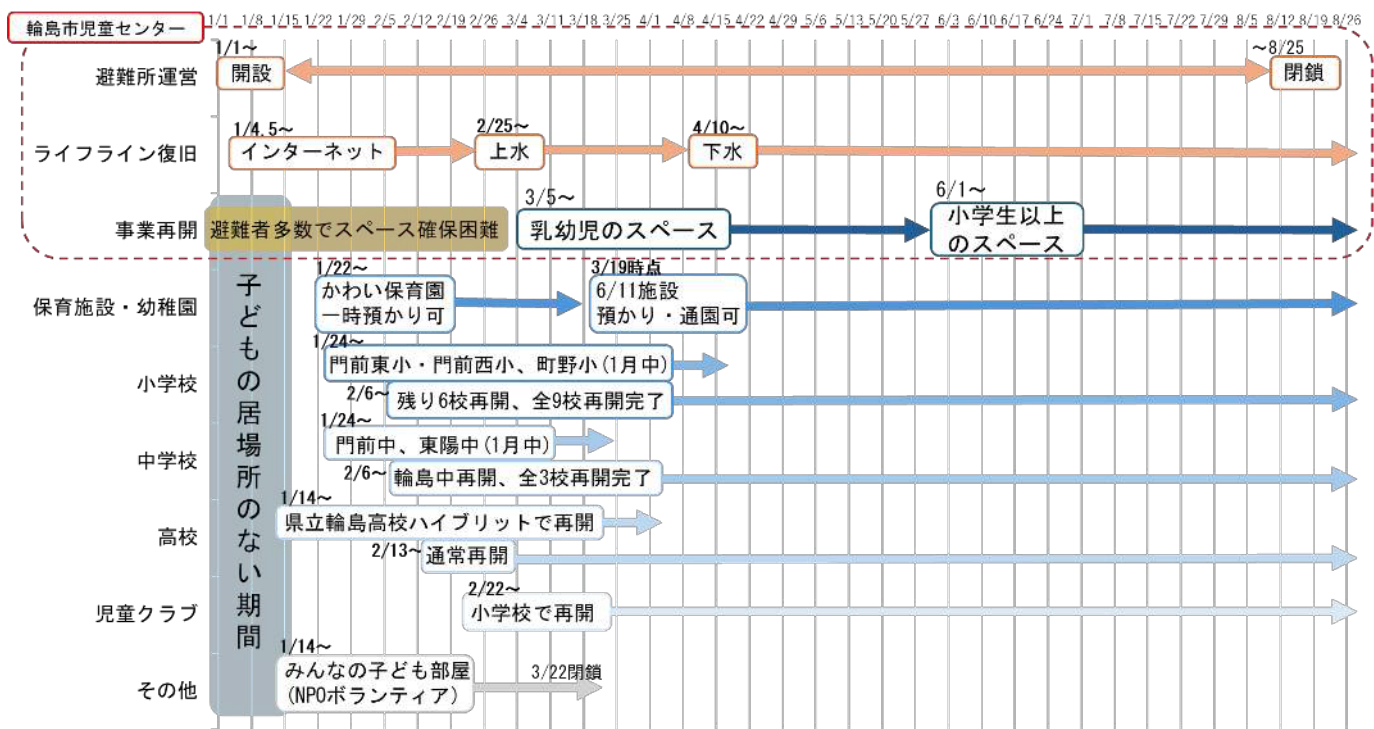 1/1 1/8 1/15 1/22 1/29 2/5 2/12 2/19 2/26 3/4 3/11 3/18 3/25 4/1 4/8 4/15 4/22 4/29 5/6 5/13 5/20 5/27 6/3 6/10 6/17 6/24 7/1 7/8 7/15 7/22 7/29 8/5 8/12 8/19 8/26
輪島市児童センター
避難所運営
1/1～
開設
～8/25
閉鎖
ライフライン復旧
1/4.5～
インターネット
2/25～
上水
4/10～
下水
事業再開
避難者多数でスペース確保困難
3/5～
乳幼児のスペース
6/1～
小学生以上
のスペース
子どもの居場所のない期間
保育施設・幼稚園
1/22～
かわい保育園
一時預かり可
3/19時点
6/11施設
預かり・通園可
小学校
1/24～
門前東小・門前西小、町野小(1月中)
2/6～
残り6校再開、全9校再開完了
中学校
1/24～
門前中、東陽中(1月中)
2/6～
輪島中再開、全3校再開完了
高校
1/14～
県立輪島高校ハイブリットで再開
2/13～
通常再開
児童クラブ
2/22～
小学校で再開
その他
1/14～
みんなの子ども部屋
(NPOボランティア)
3/22閉鎖